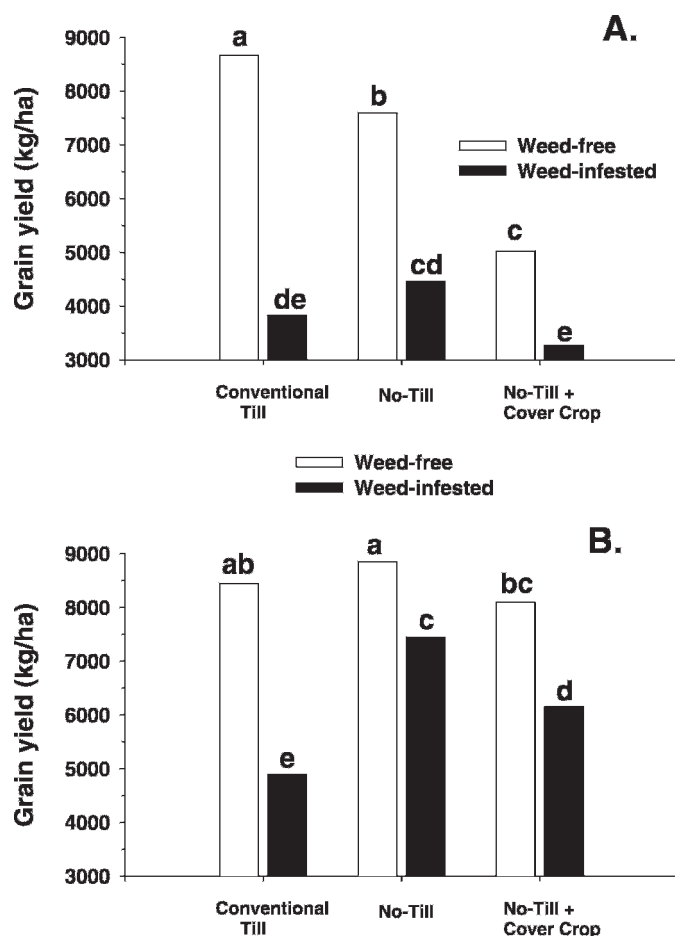 A.
Grain yield (kg/ha)
9000
8000
7000
6000
5000
4000
3000
a
b
c
de
cd
e
Weed-free
Weed-infested
Conventional
Till
No-Till
No-Till +
Cover Crop
Weed-free
Weed-infested
B.
Grain yield (kg/ha)
9000
8000
7000
6000
5000
4000
3000
ab
a
bc
e
c
d
Conventional
Till
No-Till
No-Till +
Cover Crop